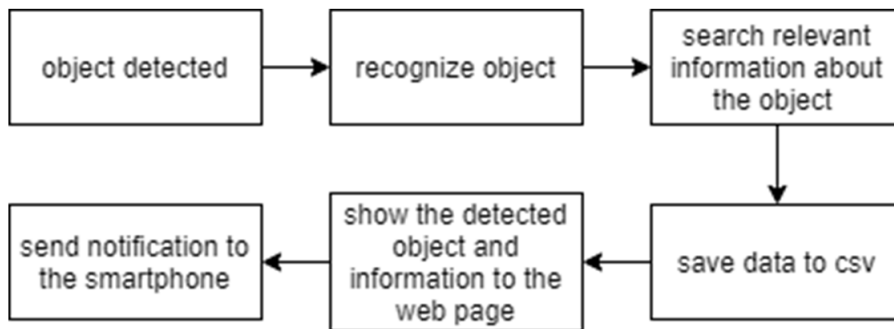 object detected
recognize object
search relevant
information about
the object
save data to csv
show the detected
object and
information to the
web page
send notification to
the smartphone